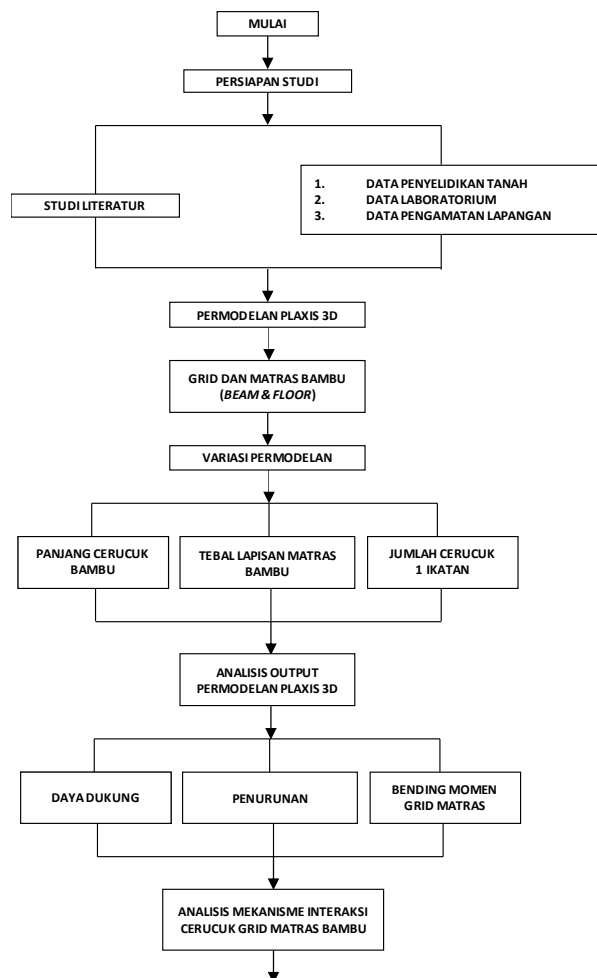 MULAI
PERSIAPAN STUDI
STUDI LITERATUR
1. DATA PENYELIDIKAN TANAH
2. DATA LABORATORIUM
3. DATA PENGAMATAN LAPANGAN
PERMODELAN PLAXIS 3D
GRID DAN MATRAS BAMBU
(BEAM & FLOOR)
VARIASI PERMODELAN
PANJANG CERUCUK
BAMBU
TEBAL LAPISAN MATRAS
BAMBU
JUMLAH CERUCUK
1 IKATAN
ANALISIS OUTPUT
PERMODELAN PLAXIS 3D
DAYA DUKUNG
PENURUNAN
BENDING MOMEN
GRID MATRAS
ANALISIS MEKANISME INTERAKSI
CERUCUK GRID MATRAS BAMBU